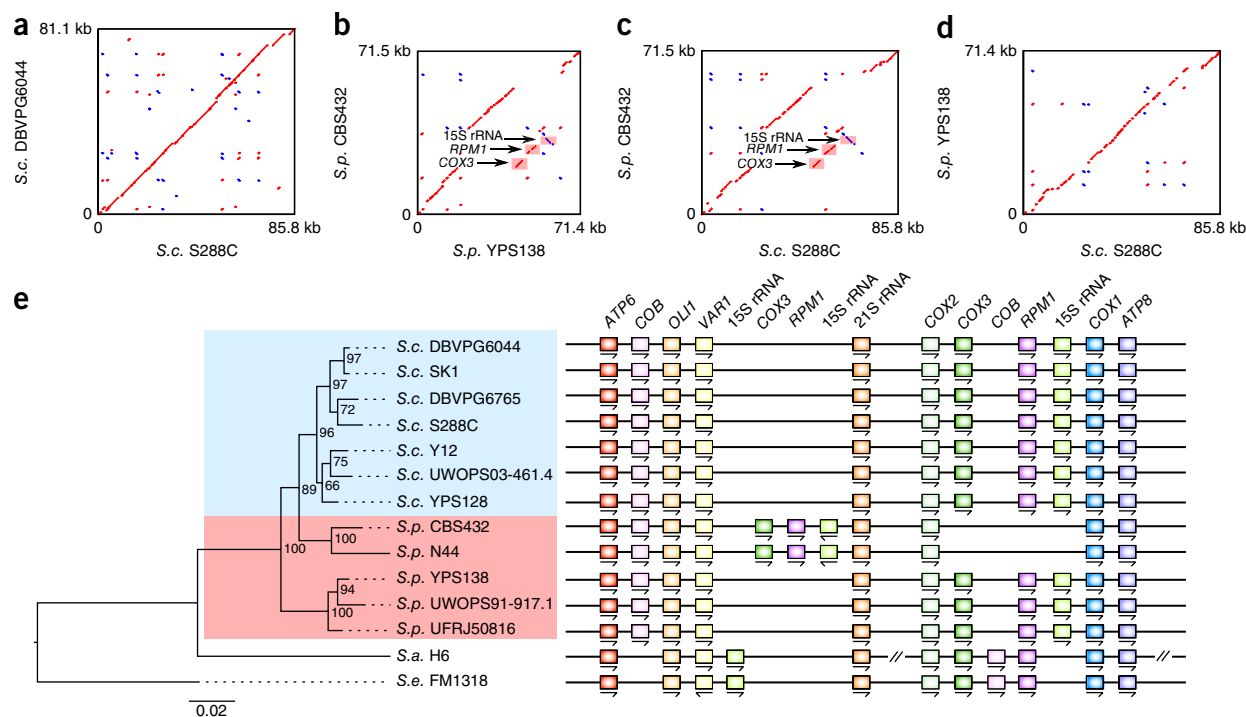 a
81.1 kb
S.c. DBVPG6044
0
0
85.8 kb
S.c. S288C
b
71.5 kb
S.p. CBS432
15S rRNA
RPM1
COX3
0
0
71.4 kb
S.p. YPS138
c
71.5 kb
S.p. CBS432
15S rRNA
RPM1
COX3
0
0
85.8 kb
S.c. S288C
d
71.4 kb
S.p. YPS138
0
0
85.8 kb
S.c. S288C
e
ATP6
COB
OLI1
VAR1
15S rRNA
COX3
RPM1
15S rRNA
21S rRNA
COX2
COX3
COB
RPM1
15S rRNA
COX1
ATP8
S.c. DBVPG6044
97
S.c. SK1
97
S.c. DBVPG6765
72
S.c. S288C
96
S.c. Y12
75
S.c. UWOPS03-461.4
89
66
S.c. YPS128
S.p. CBS432
100
100
S.p. N44
S.p. YPS138
94
S.p. UWOPS91-917.1
100
S.p. UFRJ50816
S.a. H6
//
//
S.e. FM1318
0.02